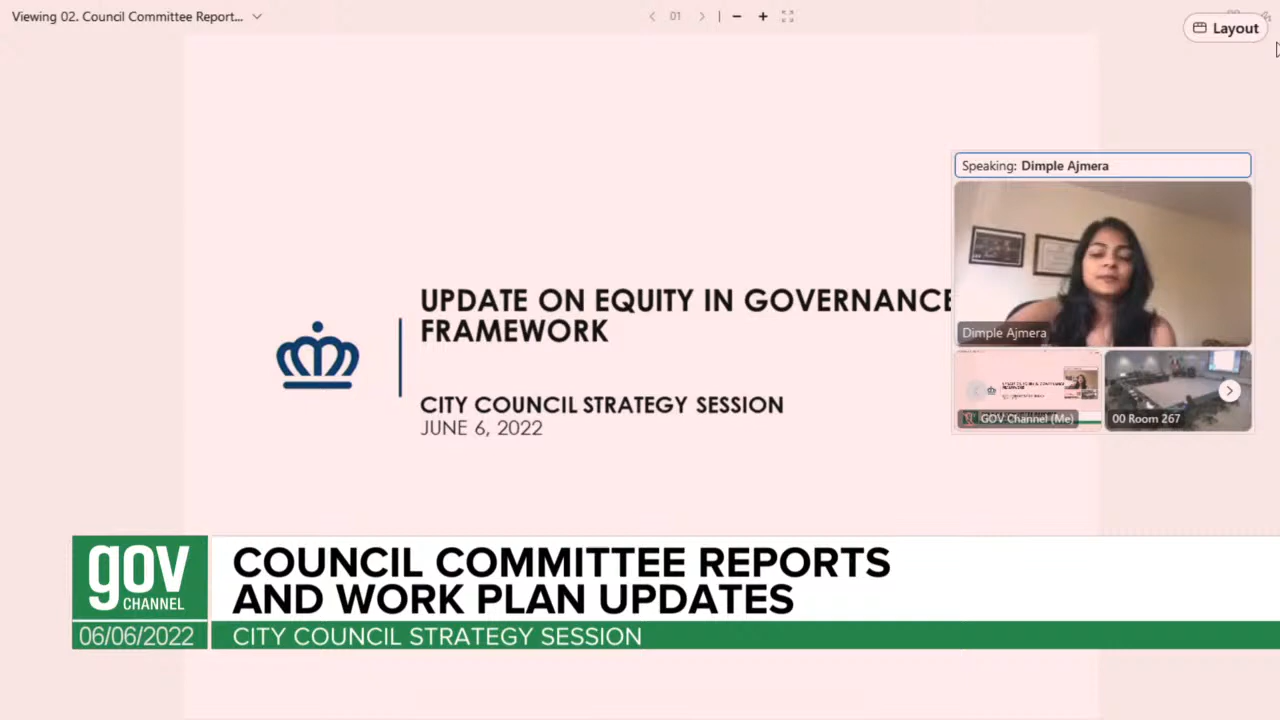 Viewing 02. Council Committee Report...
01
Layout
Speaking: Dimple Ajmera
Dimple Ajmera
GOV Channel (Me)
00 Room 267
UPDATE ON EQUITY IN GOVERNANCE
FRAMEWORK
CITY COUNCIL STRATEGY SESSION
JUNE 6, 2022
gov
CHANNEL
06/06/2022
COUNCIL COMMITTEE REPORTS
AND WORK PLAN UPDATES
CITY COUNCIL STRATEGY SESSION